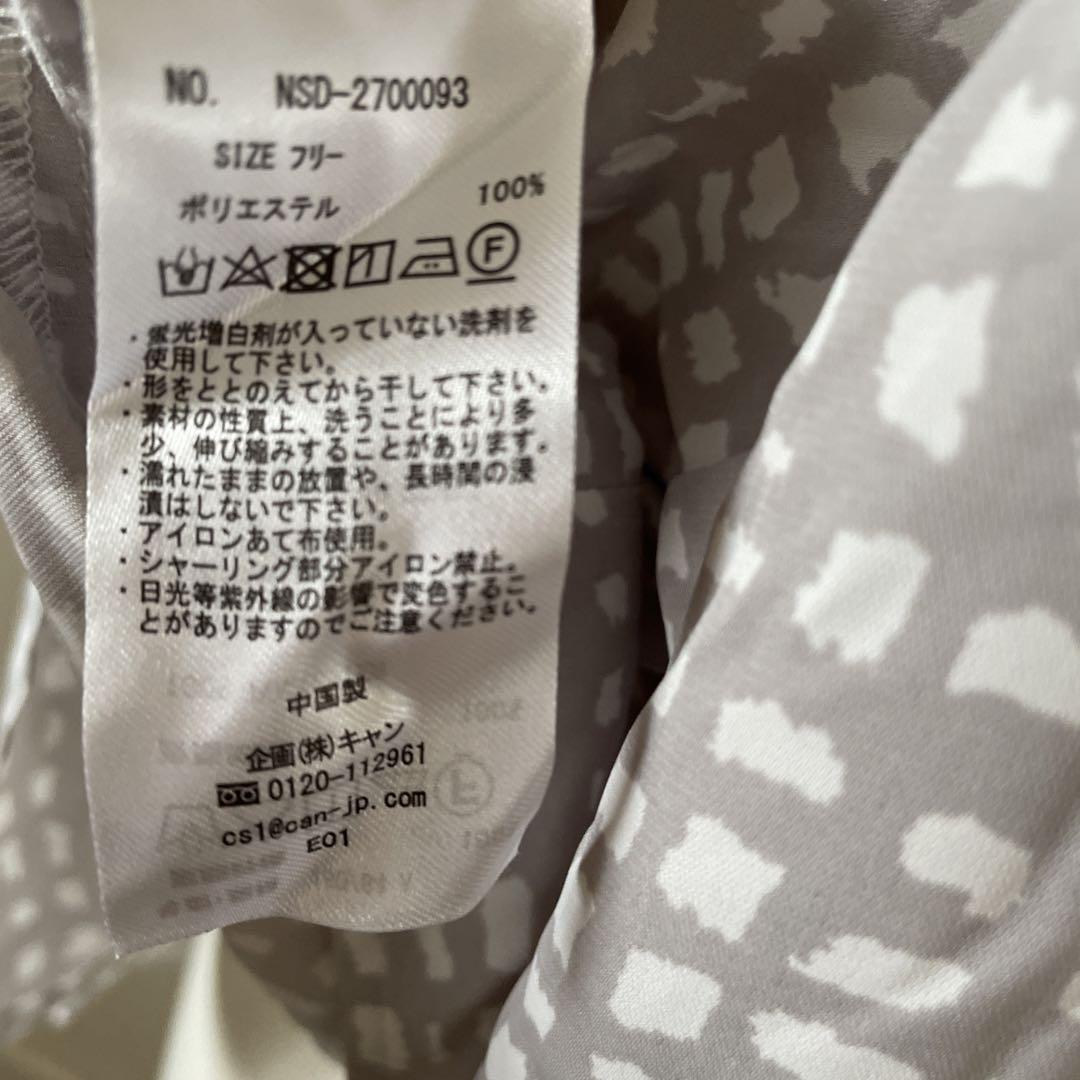 NO. NSD-2700093
SIZE フリー
ポリエステル 100%
F
・蛍光増白剤が入っていない洗剤を
使用して下さい。
・形をととのえてから干して下さい。
・素材の性質上、洗うことにより多
少、伸び縮みすることがあります。
・濡れたままの放置や、長時間の浸
漬はしないで下さい。
・アイロンあて布使用。
・シャーリング部分アイロン禁止。
・日光等紫外線の影響で変色するこ
とがありますのでご注意ください。
中国製
企画(株)キャン
0120-112961
cs1@can-jp.com
E01